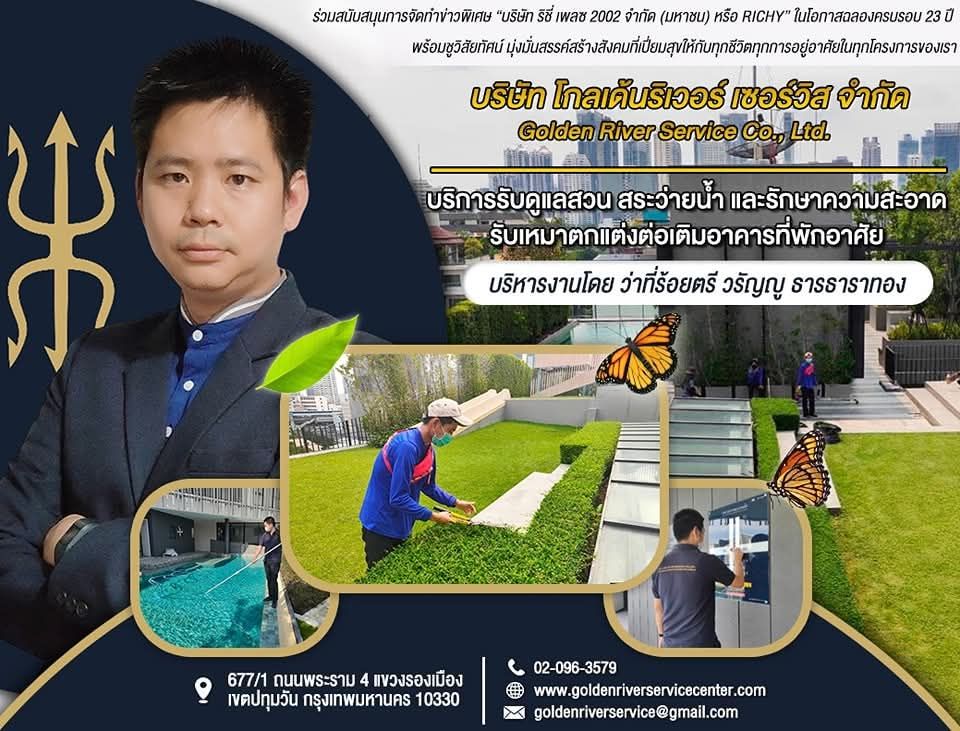 ร่วมสนับสนุนการจัดทำข่าวพิเศษ “บริษัท ริชี่ เพลซ 2002 จำกัด (มหาชน) หรือ RICHY” ในโอกาสฉลองครบรอบ 23 ปี
พร้อมชูวิสัยทัศน์ มุ่งมั่นสรรค์สร้างสังคมที่เปี่ยมสุขให้กับทุกชีวิตทุกการอยู่อาศัยในทุกโครงการของเรา
บริษัท โกลเด้นริเวอร์ เซอร์วิส จำกัด
Golden River Service Co., Ltd.
บริการรับดูแลสวน สระว่ายน้ำ และรักษาความสะอาด
รับเหมาตกแต่งต่อเติมอาคารที่พักอาศัย
บริหารงานโดย ว่าที่ร้อยตรี วรัญญู ธารธาราทอง
677/1 ถนนพระราม 4 แขวงรองเมือง
เขตปทุมวัน กรุงเทพมหานคร 10330
02-096-3579
www.goldenriverservicecenter.com
goldenriverservice@gmail.com